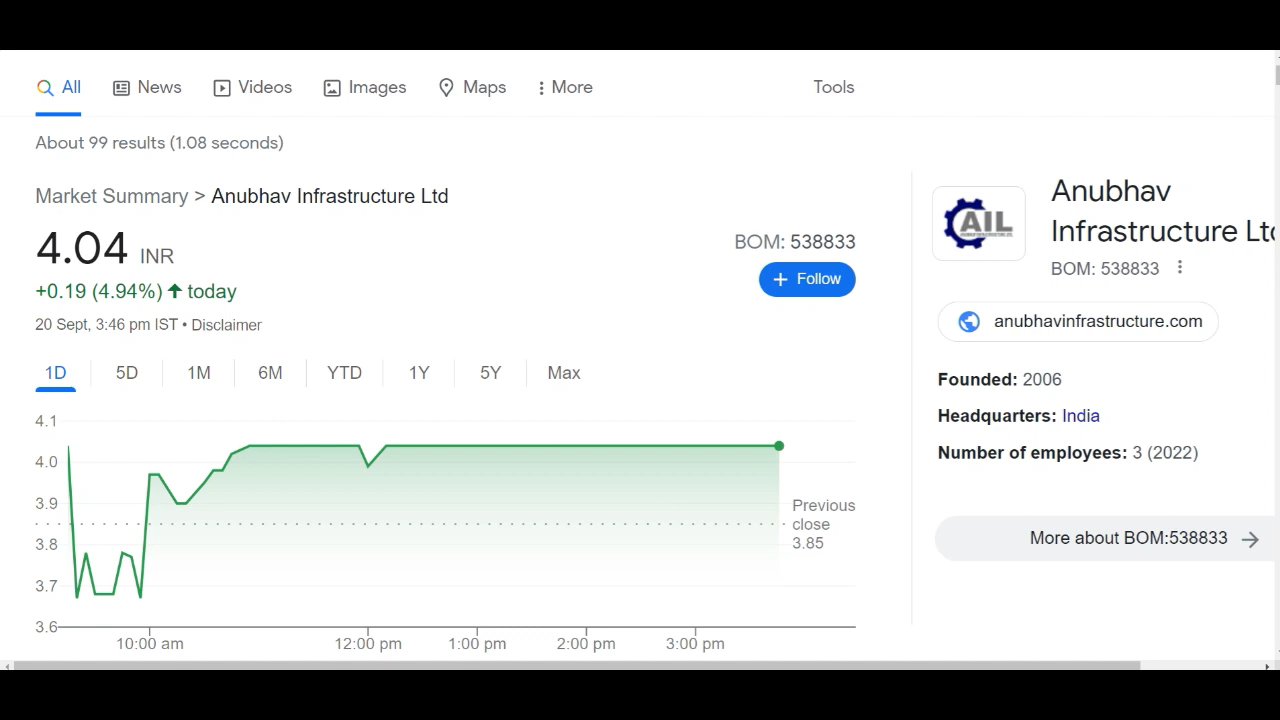 All News Videos Images Maps More Tools
About 99 results (1.08 seconds)
Market Summary > Anubhav Infrastructure Ltd
4.04 INR
+0.19 (4.94%) today
20 Sept, 3:46 pm IST • Disclaimer
BOM: 538833
+ Follow
1D 5D 1M 6M YTD 1Y 5Y Max
4.1
4.0
3.9
3.8
3.7
3.6
Previous
close
3.85
10:00 am 12:00 pm 1:00 pm 2:00 pm 3:00 pm
AIL
Anubhav
Infrastructure Ltd
BOM: 538833
anubhavinfrastructure.com
Founded: 2006
Headquarters: India
Number of employees: 3 (2022)
More about BOM:538833